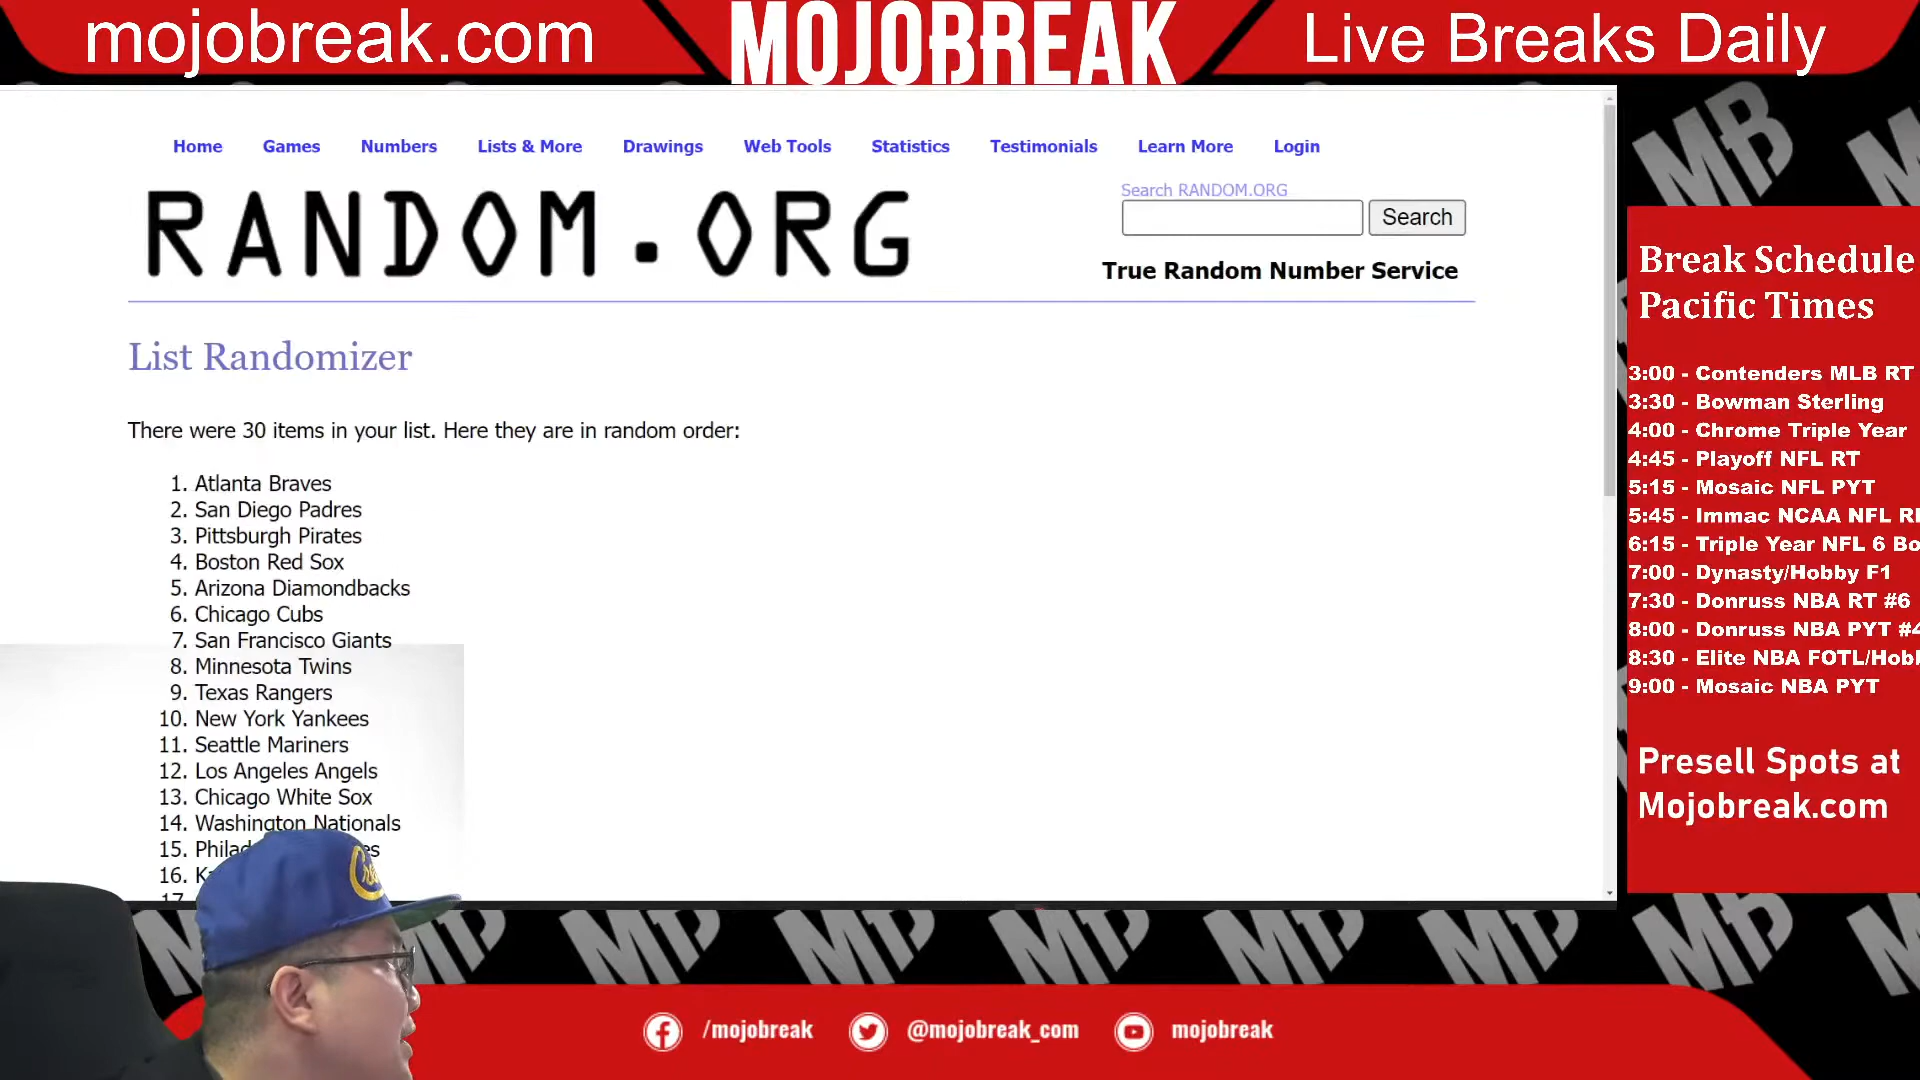 mojobreak.com
MOJOBREAK
Live Breaks Daily
Home Games Numbers Lists & More Drawings Web Tools Statistics Testimonials Learn More Login
RANDOM.ORG
Search RANDOM.ORG
Search
True Random Number Service
List Randomizer
There were 30 items in your list. Here they are in random order:
1. Atlanta Braves
2. San Diego Padres
3. Pittsburgh Pirates
4. Boston Red Sox
5. Arizona Diamondbacks
6. Chicago Cubs
7. San Francisco Giants
8. Minnesota Twins
9. Texas Rangers
10. New York Yankees
11. Seattle Mariners
12. Los Angeles Angels
13. Chicago White Sox
14. Washington Nationals
15.
16.
17.
Break Schedule
Pacific Times
3:00 - Contenders MLB RT
3:30 - Bowman Sterling
4:00 - Chrome Triple Year
4:45 - Playoff NFL RT
5:15 - Mosaic NFL PYT
5:45 - Immac NCAA NFL
6:15 - Triple Year NFL 6
7:00 - Dynasty/Hobby F1
7:30 - Donruss NBA RT #6
8:00 - Donruss NBA PYT
8:30 - Elite NBA
9:00 - Mosaic NBA PYT
Presell Spots at
Mojobreak.com
MB
/mojobreak @mojobreak_com mojobreak